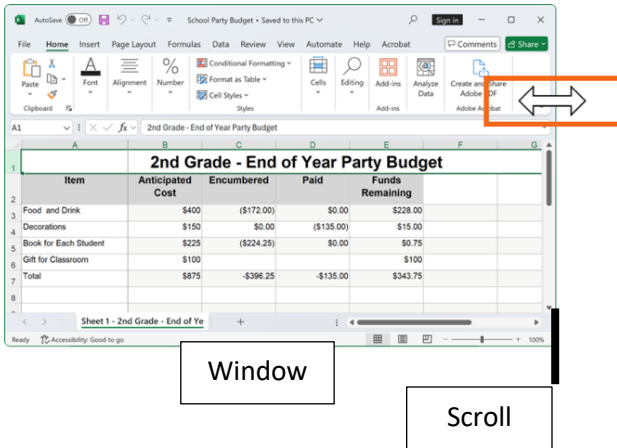 AutoSave Off School Party Budget • Saved to this PC Sign in
File Home Insert Page Layout Formulas Data Review View Automate Help Acrobat Comments Share
Paste Font Alignment Number Conditional Formatting Format as Table Cell Styles Cells Editing Add-ins Analyze Data Create and Share Adobe PDF
Clipboard Styles Add-ins Adobe Acrobat
A1 fx 2nd Grade - End of Year Party Budget
A B C D E F G
1 2nd Grade - End of Year Party Budget
2 Item Anticipated Cost Encumbered Paid Funds Remaining
3 Food and Drink $400 ($172.00) $0.00 $228.00
4 Decorations $150 $0.00 ($135.00) $15.00
5 Book for Each Student $225 ($224.25) $0.00 $0.75
6 Gift for Classroom $100 $100
7 Total $875 -$396.25 -$135.00 $343.75
8
Sheet 1 - 2nd Grade - End of Ye
Ready Accessibility: Good to go 100%
Window
Scroll